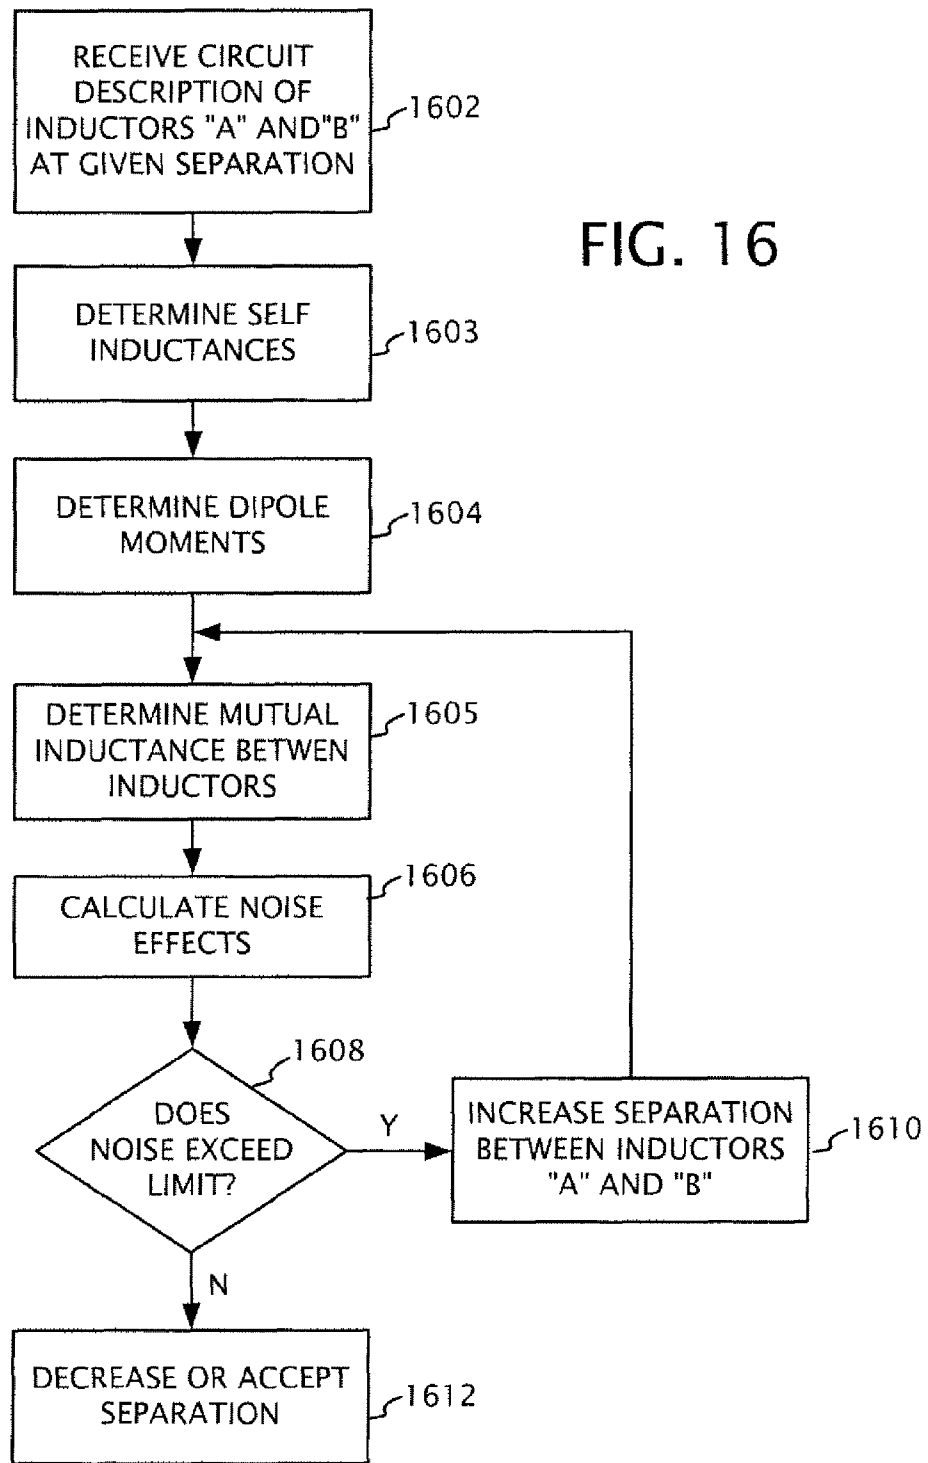 RECEIVE CIRCUIT
DESCRIPTION OF
INDUCTORS "A" AND"B"
AT GIVEN SEPARATION
1602
FIG. 16
DETERMINE SELF
INDUCTANCES
1603
DETERMINE DIPOLE
MOMENTS
1604
DETERMINE MUTUAL
INDUCTANCE BETWEN
INDUCTORS
1605
CALCULATE NOISE
EFFECTS
1606
DOES
NOISE EXCEED
LIMIT?
1608
Y
INCREASE SEPARATION
BETWEEN INDUCTORS
"A" AND "B"
1610
N
DECREASE OR ACCEPT
SEPARATION
1612